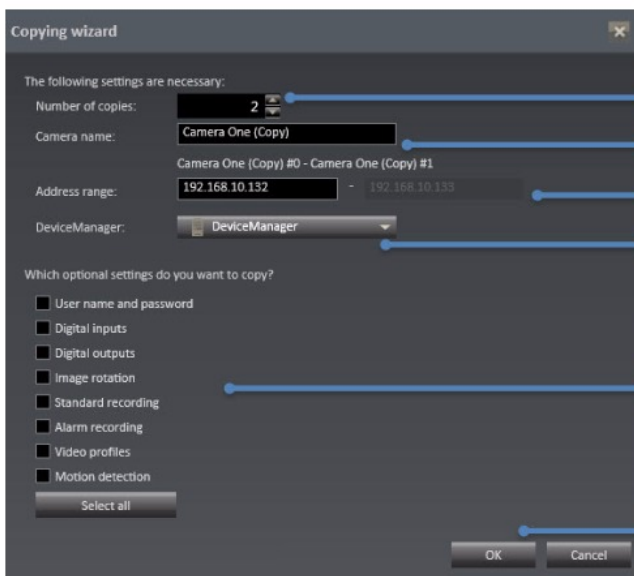 Copying wizard
The following settings are necessary:
Number of copies: 2
Camera name: Camera One (Copy)
Camera One (Copy) #0 - Camera One (Copy) #1
Address range: 192.168.10.132 - 192.168.10.133
DeviceManager: DeviceManager
Which optional settings do you want to copy?
User name and password
Digital inputs
Digital outputs
Image rotation
Standard recording
Alarm recording
Video profiles
Motion detection
Select all
OK Cancel